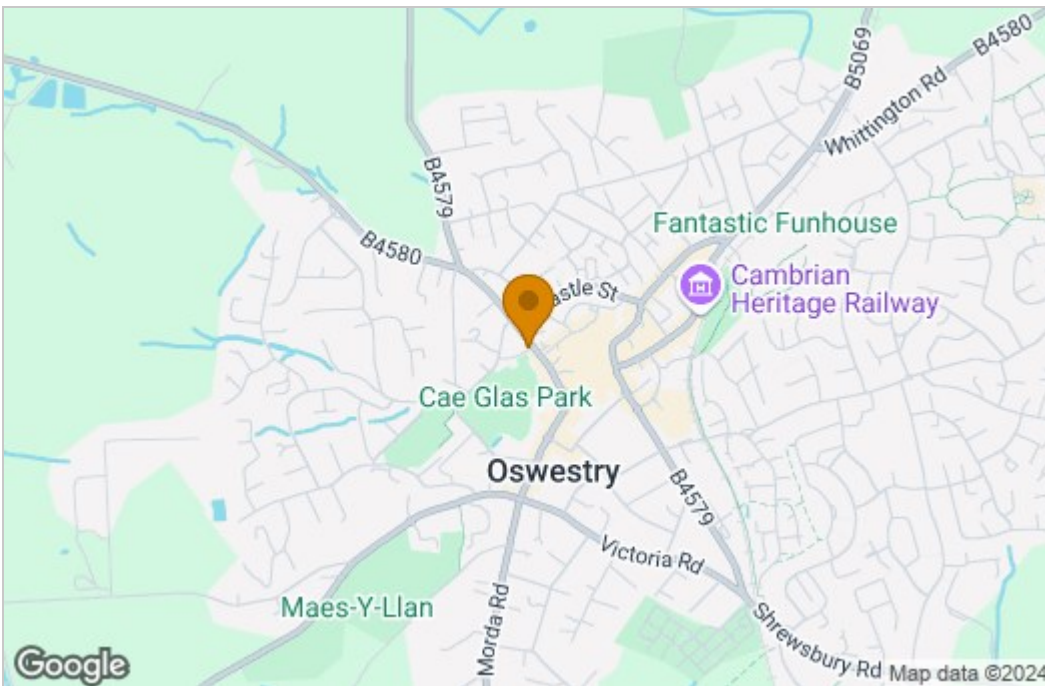 B4580
B5069
Whittington Rd
B4579
Fantastic Funhouse
B4580
Cambrian
Heritage Railway
astle St
Cae Glas Park
Oswestry
B4579
Victoria Rd
Maes-Y-Llan
Morda Rd
Shrewsbury Rd
Google
Map data ©2024